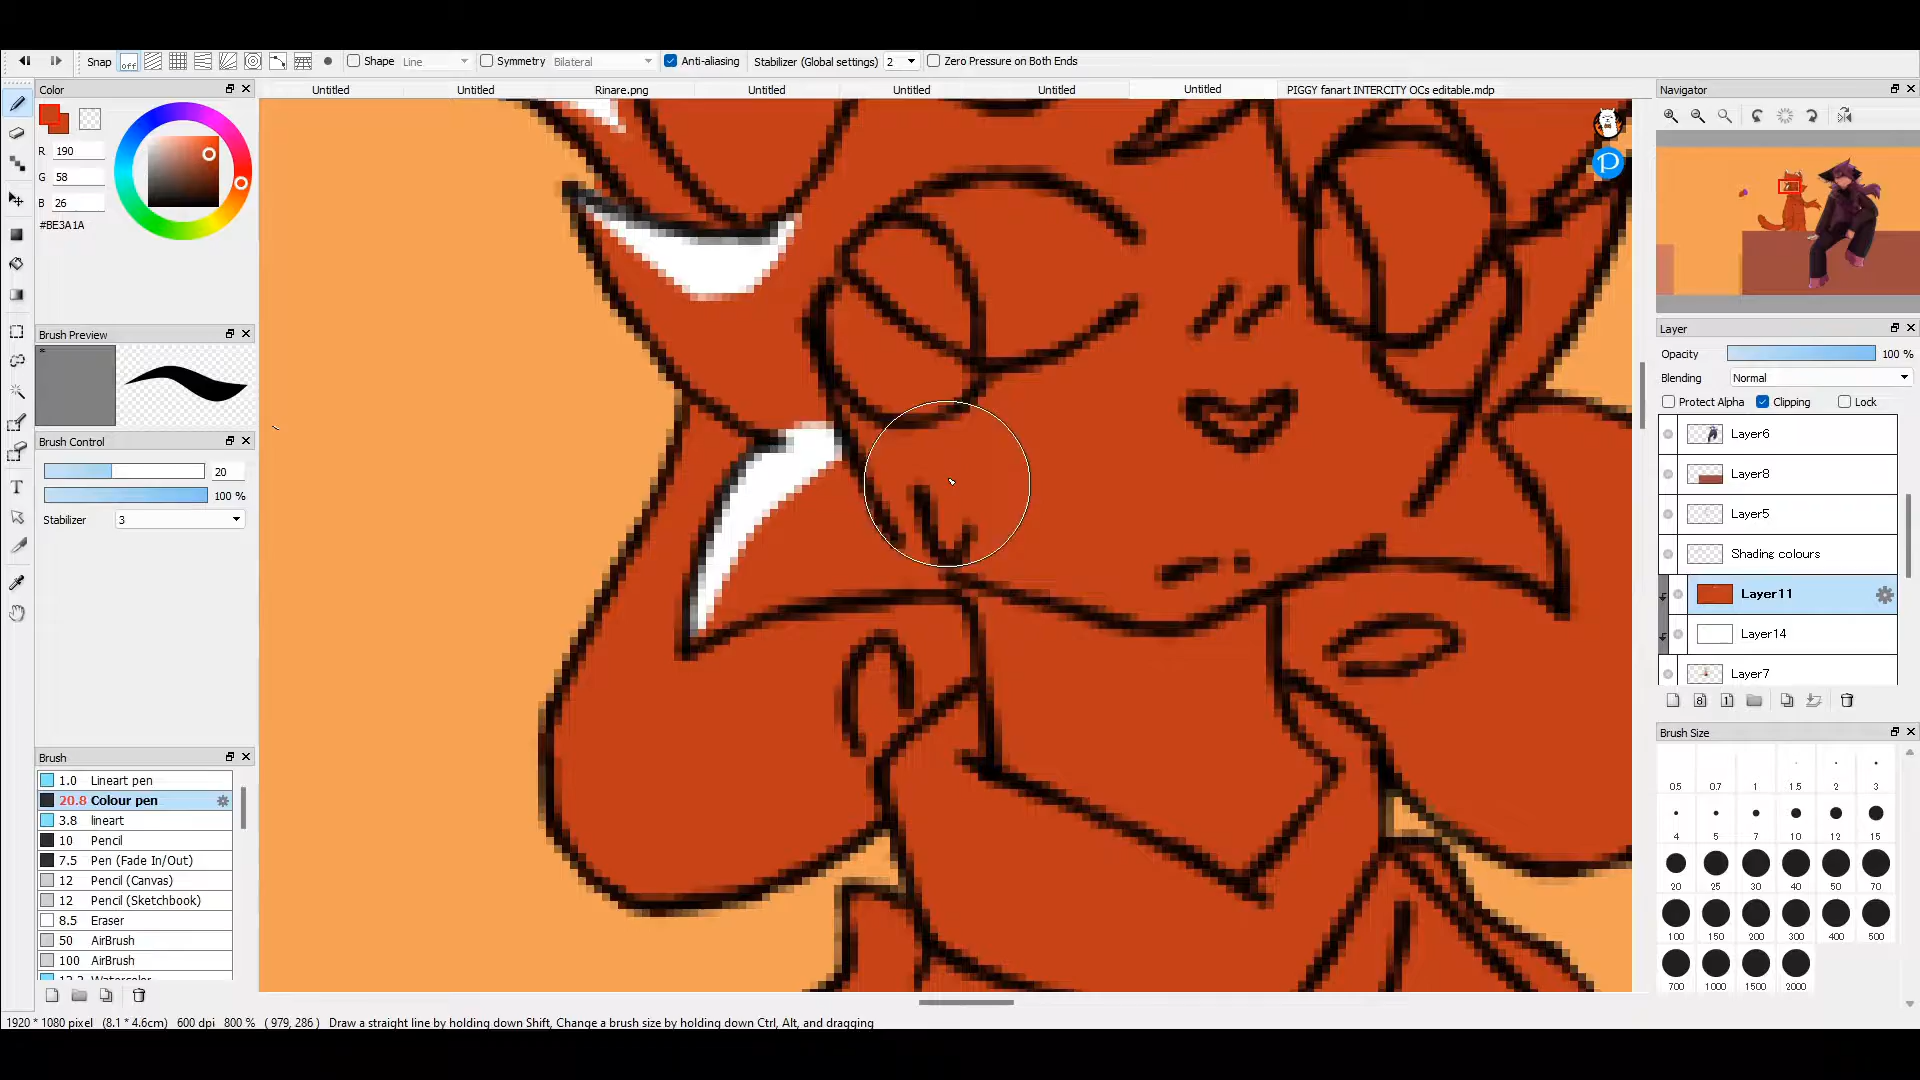 Snap off Shape Line Symmetry Bilateral Anti-aliasing Stabilizer (Global settings) 2 Zero Pressure on Both Ends
Color
Untitled Untitled Rinare.png Untitled Untitled Untitled Untitled PIGGY fanart INTERCITY OCs editable.mdp
R 190
G 58
B 26
#BE3A1A
Brush Preview
Brush Control
20
100 %
Stabilizer 3
Brush
1.0 Lineart pen
20.8 Colour pen
3.8 lineart
10 Pencil
7.5 Pen (Fade In/Out)
12 Pencil (Canvas)
12 Pencil (Sketchbook)
8.5 Eraser
50 AirBrush
100 AirBrush
Navigator
Layer
Opacity 100 %
Blending Normal
Protect Alpha Clipping Lock
Layer6
Layer8
Layer5
Shading colours
Layer11
Layer14
Layer7
8 1
Brush Size
0.5 0.7 1 1.5 2 3
4 5 7 10 12 15
20 25 30 40 50 70
100 150 200 300 400 500
700 1000 1500 2000
1920 * 1080 pixel (8.1 * 4.6cm) 600 dpi 800 % ( 979, 286 ) Draw a straight line by holding down Shift, Change a brush size by holding down Ctrl, Alt, and dragging